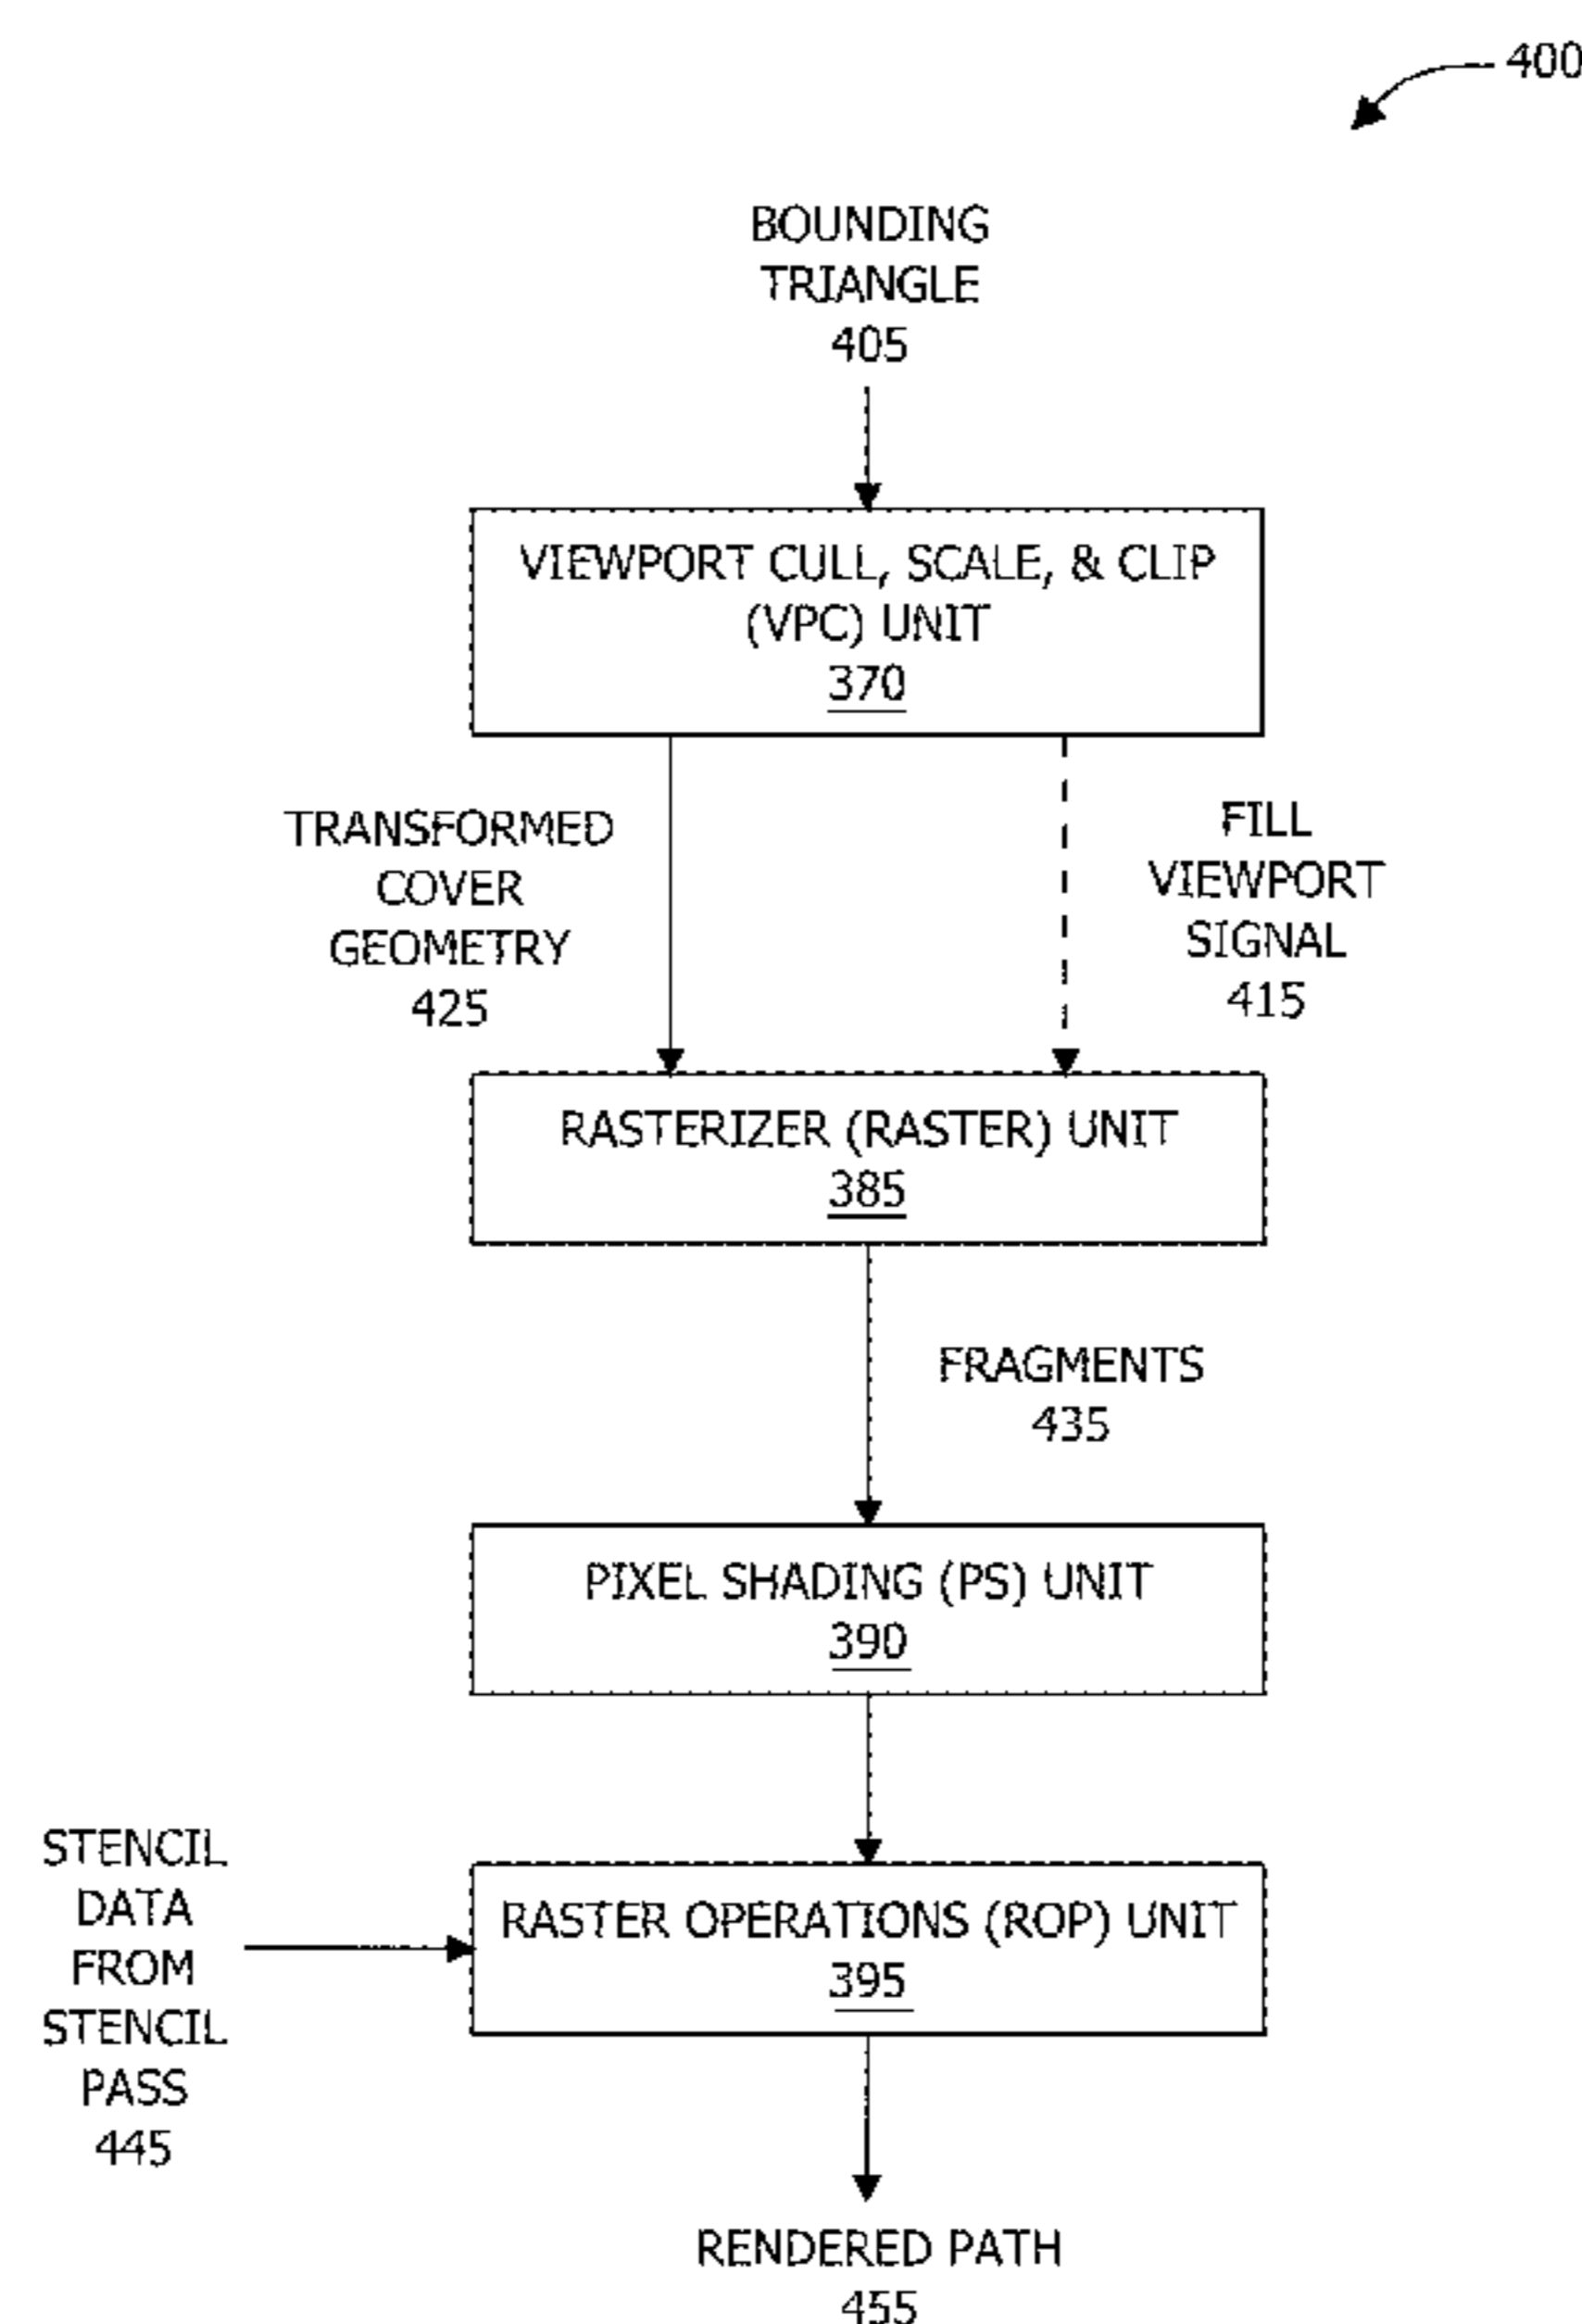 400
BOUNDING
TRIANGLE
405
VIEWPORT CULL, SCALE, & CLIP
(VPC) UNIT
370
TRANSFORMED
COVER
GEOMETRY
425
FILL
VIEWPORT
SIGNAL
415
RASTERIZER (RASTER) UNIT
385
FRAGMENTS
435
PIXEL SHADING (PS) UNIT
390
STENCIL
DATA
FROM
STENCIL
PASS
445
RASTER OPERATIONS (ROP) UNIT
395
RENDERED PATH
455